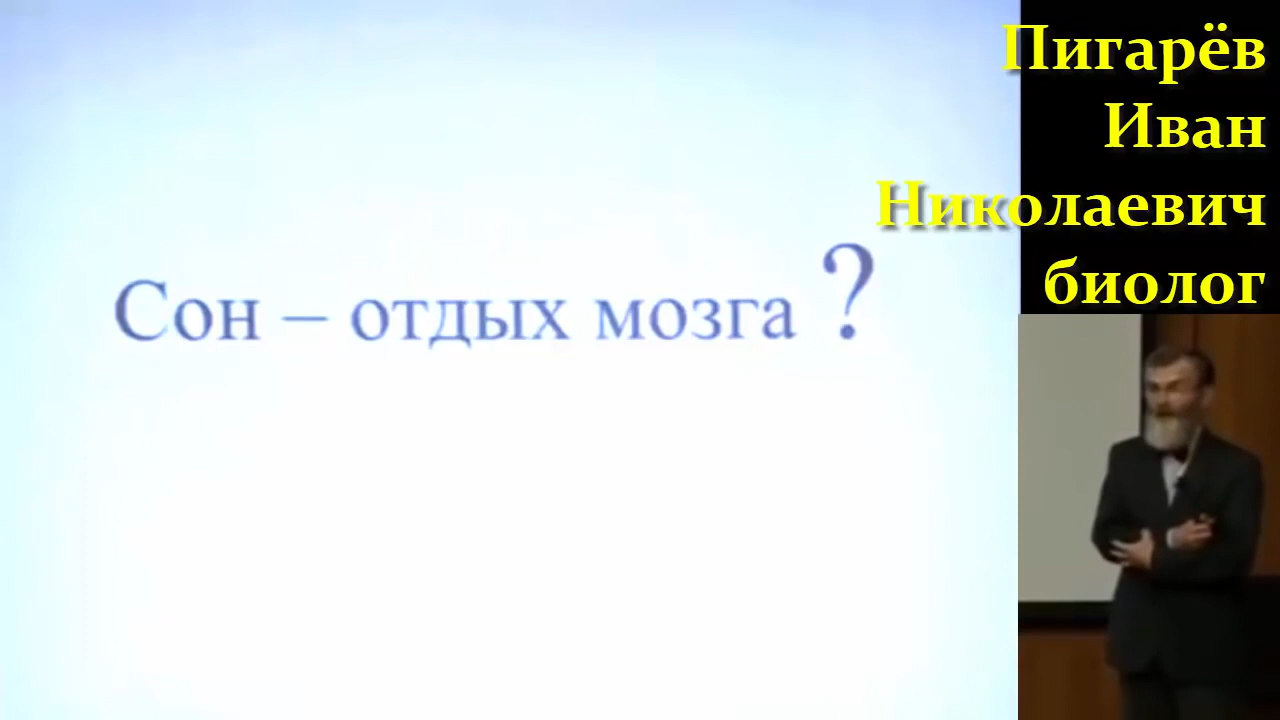 Сон – отдых мозга ?
Пигарёв
Иван
Николаевич
биолог